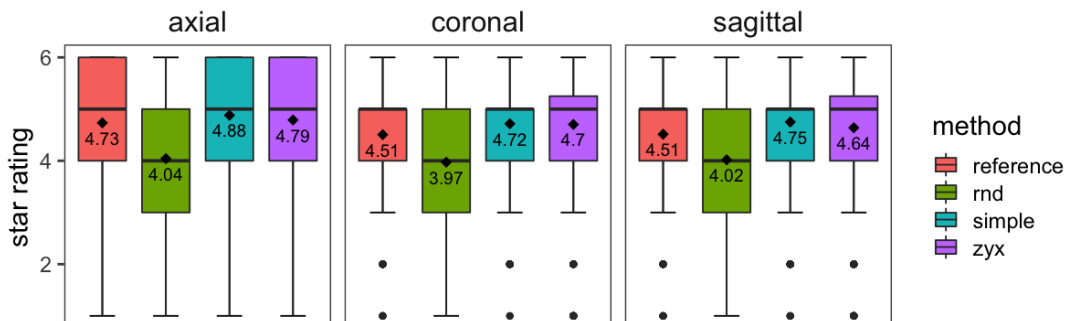 axial
coronal
sagittal
star rating
6
4
2
4.73
4.04
4.88
4.79
4.51
3.97
4.72
4.7
4.51
4.02
4.75
4.64
method
reference
rnd
simple
zyx